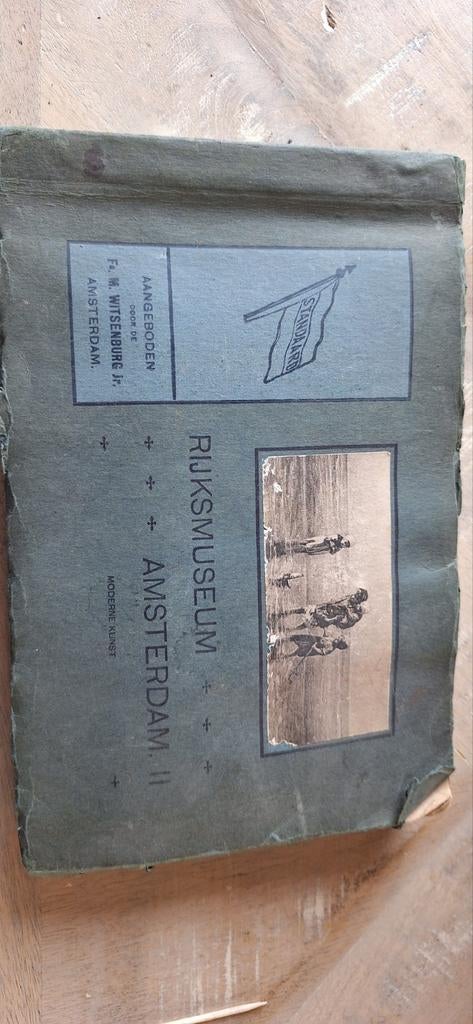 STANDAARD
AANGEBODEN
DOOR DE
Fa. M. WITSENBURG Jr.
AMSTERDAM.
RIJKSMUSEUM
AMSTERDAM. II
MODERNE KUNST